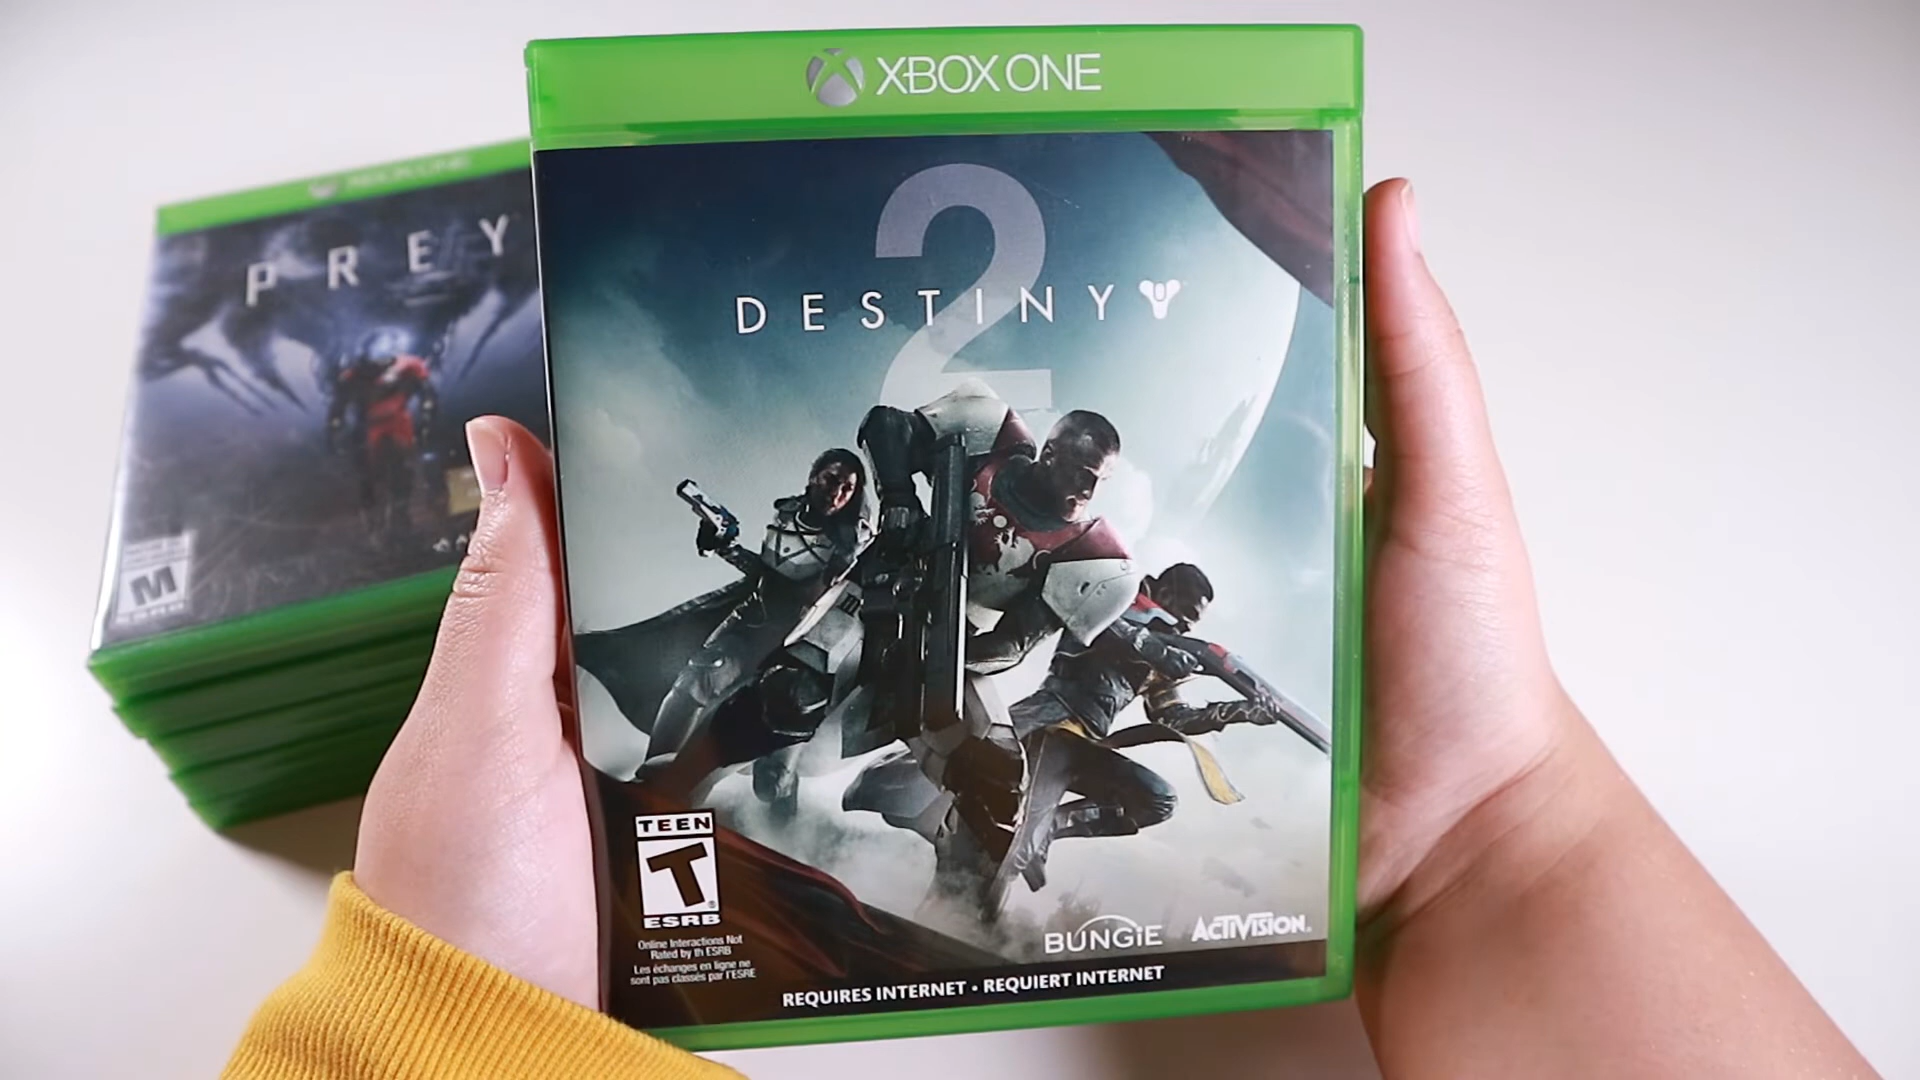 XBOX ONE
2
DESTINY
TEEN
T
ESRB
Online Interactions Not
Rated by th ESRB
Les échanges en ligne ne
sont pas classés par l'ESRE
BUNGiE
ACTIVISION
REQUIRES INTERNET • REQUIERT INTERNET
PREY
M